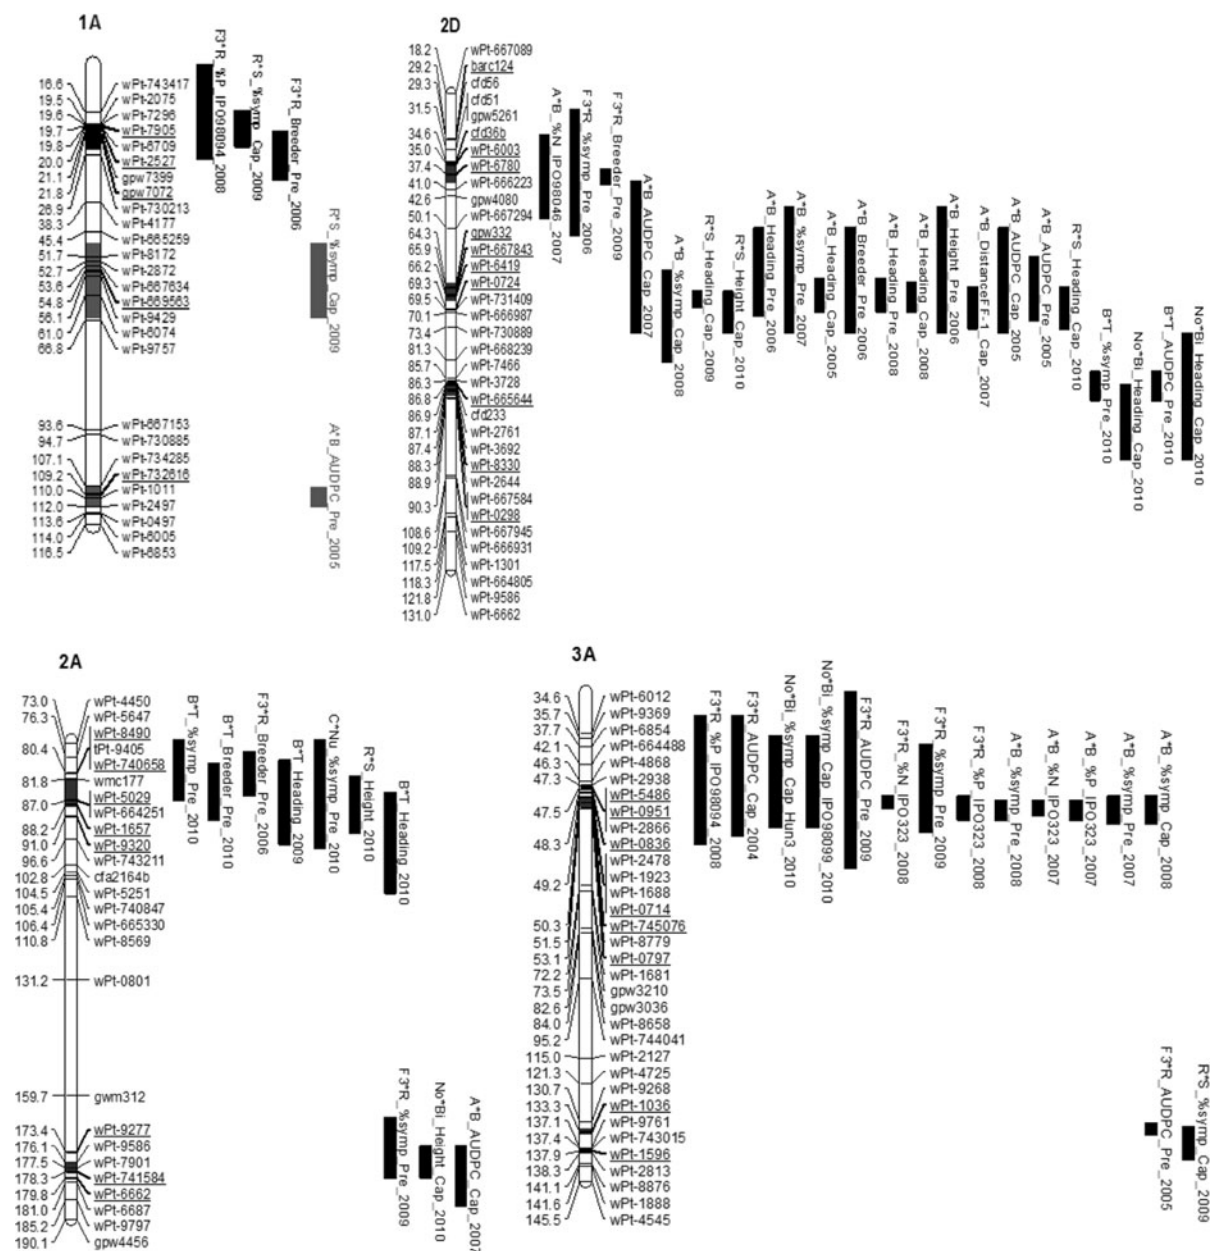 1A
16.6
19.5
19.6
19.7
19.8
20.0
21.1
21.8
26.9
38.3
45.4
51.7
52.7
53.6
54.8
56.1
66.8
93.6
94.7
107.1
109.2
110.0
112.0
113.6
114.0
116.5
wPt-743417
wPt-2075
wPt-7296
wPt-7905
wPt-6709
wPt-2527
gpw7399
gpw7072
wPt-730213
wPt-4177
wPt-665259
wPt-8172
wPt-2872
wPt-667634
wPt-669563
wPt-9429
wPt-6074
wPt-9757
wPt-667153
wPt-730885
wPt-734285
wPt-732616
wPt-1011
wPt-2497
wPt-0497
wPt-6005
wPt-6853
F3*R_%P_IPO98094_2008
R*S_%symp_Cap_2009
F3*R_Breeder_Pre_2006
R*S_%symp_Cap_2009
A*B_AUDPC_Pre_2005
2D
18.2
29.2
29.3
31.5
34.6
35.0
37.4
41.0
42.6
50.1
64.3
65.9
66.2
69.3
69.5
70.1
73.4
81.3
85.7
86.3
86.8
86.9
87.1
87.4
88.3
88.9
90.3
108.6
109.2
117.5
118.3
121.8
131.0
wPt-667089
barc124
cfd56
cfd51
gpw5261
cfd36b
wPt-6003
wPt-6780
wPt-666223
gpw4080
wPt-667294
gpw332
wPt-667843
wPt-6419
wPt-0724
wPt-731409
wPt-666987
wPt-730889
wPt-668239
wPt-7466
wPt-3728
wPt-665644
cfd233
wPt-2761
wPt-3692
wPt-8330
wPt-2644
wPt-667584
wPt-0298
wPt-667945
wPt-666931
wPt-1301
wPt-664805
wPt-9586
wPt-6662
A*B_%N_IPO98046_2007
F3*R_%symp_Pre_2006
F3*R_Breeder_Pre_2009
A*B_AUDPC_Cap_2007
A*B_%symp_Cap_2008
R*S_Heading_Cap_2009
R*S_Height_Cap_2010
A*B_Heading_Pre_2006
A*B_%symp_Pre_2007
A*B_Heading_Cap_2005
A*B_Breeder_Pre_2006
A*B_Heading_Pre_2008
A*B_Heading_Cap_2008
A*B_Height_Pre_2006
A*B_DistanceFF-1_Cap_2007
A*B_AUDPC_Cap_2005
A*B_AUDPC_Pre_2005
R*S_Heading_Cap_2010
B*T_%symp_Pre_2010
No*Bi_Heading_Cap_2010
B*T_AUDPC_Pre_2010
No*Bi_Heading_Cap_2010
2A
73.0
76.3
80.4
81.8
87.0
88.2
91.0
96.6
102.8
104.5
105.4
106.4
110.8
131.2
159.7
173.4
176.1
177.5
178.3
179.8
181.0
185.2
190.1
wPt-4450
wPt-5647
wPt-8490
tPt-9405
wPt-740658
wmc177
wPt-5029
wPt-664251
wPt-1657
wPt-9320
wPt-743211
cfa2164b
wPt-5251
wPt-740847
wPt-665330
wPt-8569
wPt-0801
gwm312
wPt-9277
wPt-9586
wPt-7901
wPt-741584
wPt-6662
wPt-6687
wPt-9797
gpw4456
B*T_%symp_Pre_2010
B*T_Breeder_Pre_2010
F3*R_Breeder_Pre_2006
B*T_Heading_2009
C*Nu_%symp_Pre_2010
R*S_Height_2010
B*T_Heading_2010
F3*R_%symp_Pre_2009
No*Bi_Height_Cap_2010
A*B_AUDPC_Cap_2007
3A
34.6
35.7
37.7
42.1
46.3
47.3
47.5
48.3
49.2
50.3
51.5
53.1
72.2
73.5
82.6
84.0
95.2
115.0
121.3
130.7
133.3
137.1
137.4
137.9
138.3
141.1
141.6
145.5
wPt-6012
wPt-9369
wPt-6854
wPt-664488
wPt-4868
wPt-2938
wPt-5486
wPt-0951
wPt-2866
wPt-0836
wPt-2478
wPt-1923
wPt-1688
wPt-0714
wPt-745076
wPt-8779
wPt-0797
wPt-1681
gpw3210
gpw3036
wPt-8658
wPt-744041
wPt-2127
wPt-4725
wPt-9268
wPt-1036
wPt-9761
wPt-743015
wPt-1596
wPt-2813
wPt-8876
wPt-1888
wPt-4545
F3*R_%P_IPO98094_2008
F3*R_AUDPC_Cap_2004
No*Bi_%symp_Cap_Hun3_2010
No*Bi_%symp_Cap_IPO98099_2010
F3*R_AUDPC_Pre_2009
F3*R_%N_IPO323_2008
F3*R_%symp_Pre_2009
F3*R_%P_IPO323_2008
A*B_%symp_Pre_2008
A*B_%N_IPO323_2007
A*B_%P_IPO323_2007
A*B_%symp_Pre_2007
A*B_%symp_Cap_2008
F3*R_AUDPC_Pre_2005
R*S_%symp_Cap_2009